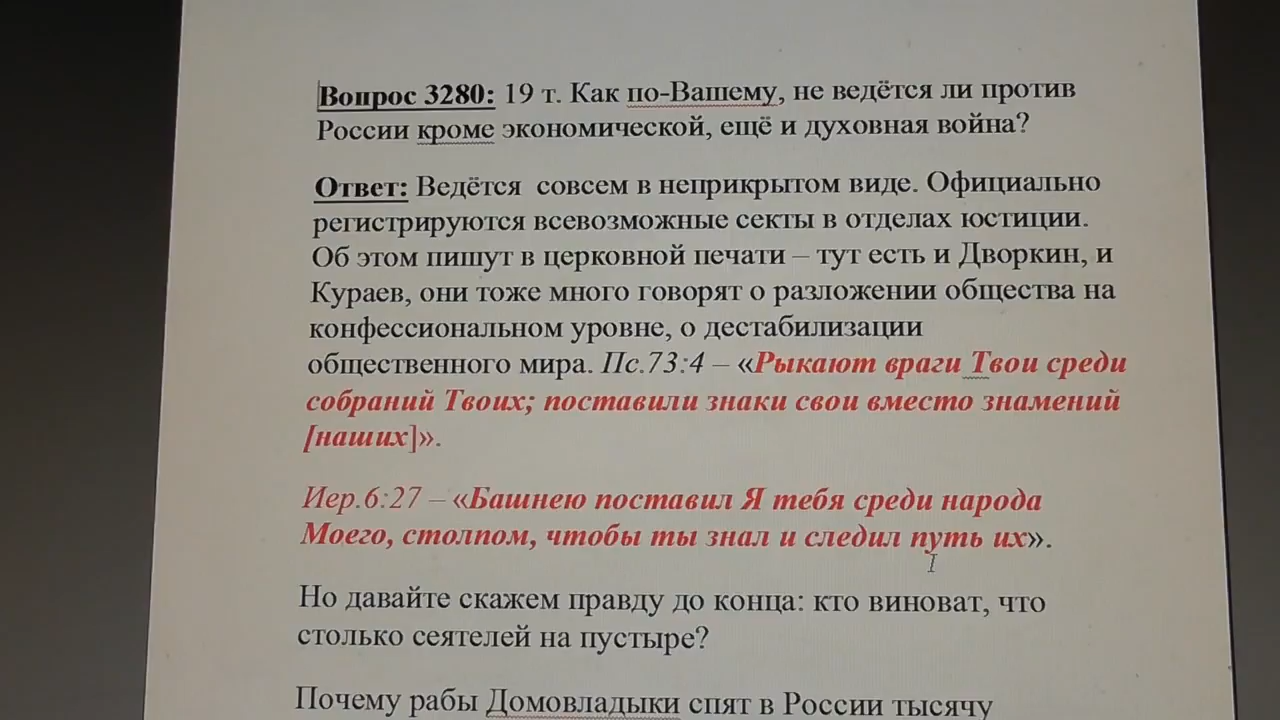 Вопрос 3280: 19 т. Как по-Вашему, не ведётся ли против
России кроме экономической, ещё и духовная война?
Ответ: Ведётся совсем в неприкрытом виде. Официально
регистрируются всевозможные секты в отделах юстиции.
Об этом пишут в церковной печати – тут есть и Дворкин, и
Кураев, они тоже много говорят о разложении общества на
конфессиональном уровне, о дестабилизации
общественного мира. Пс.73:4 – «Рыкают враги Твои среди
собраний Твоих; поставили знаки свои вместо знамений
[наших]».
Иер.6:27 – «Башнею поставил Я тебя среди народа
Моего, столпом, чтобы ты знал и следил путь их».
Но давайте скажем правду до конца: кто виноват, что
столько сеятелей на пустыре?
Почему рабы Домовладыки спят в России тысячу